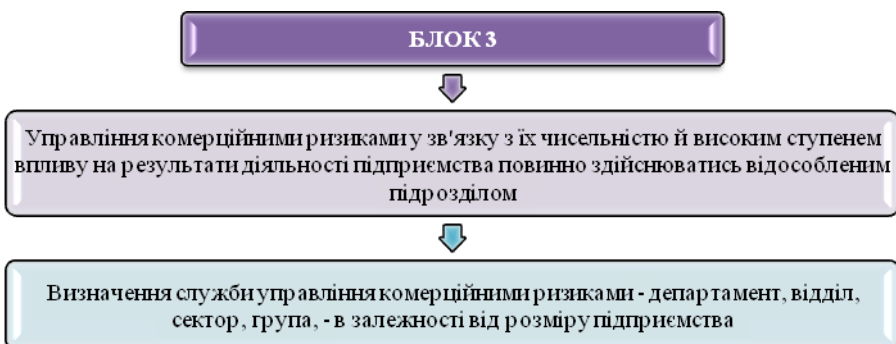 БЛОК 3
Управління комерційними ризиками у зв'язку з їх чисельністю й високим ступенем
впливу на результати діяльності підприємства повинно здійснюватись відособленим
підрозділом
Визначення служби управління комерційними ризиками - департамент, відділ,
сектор, група, - в залежності від розміру підприємства